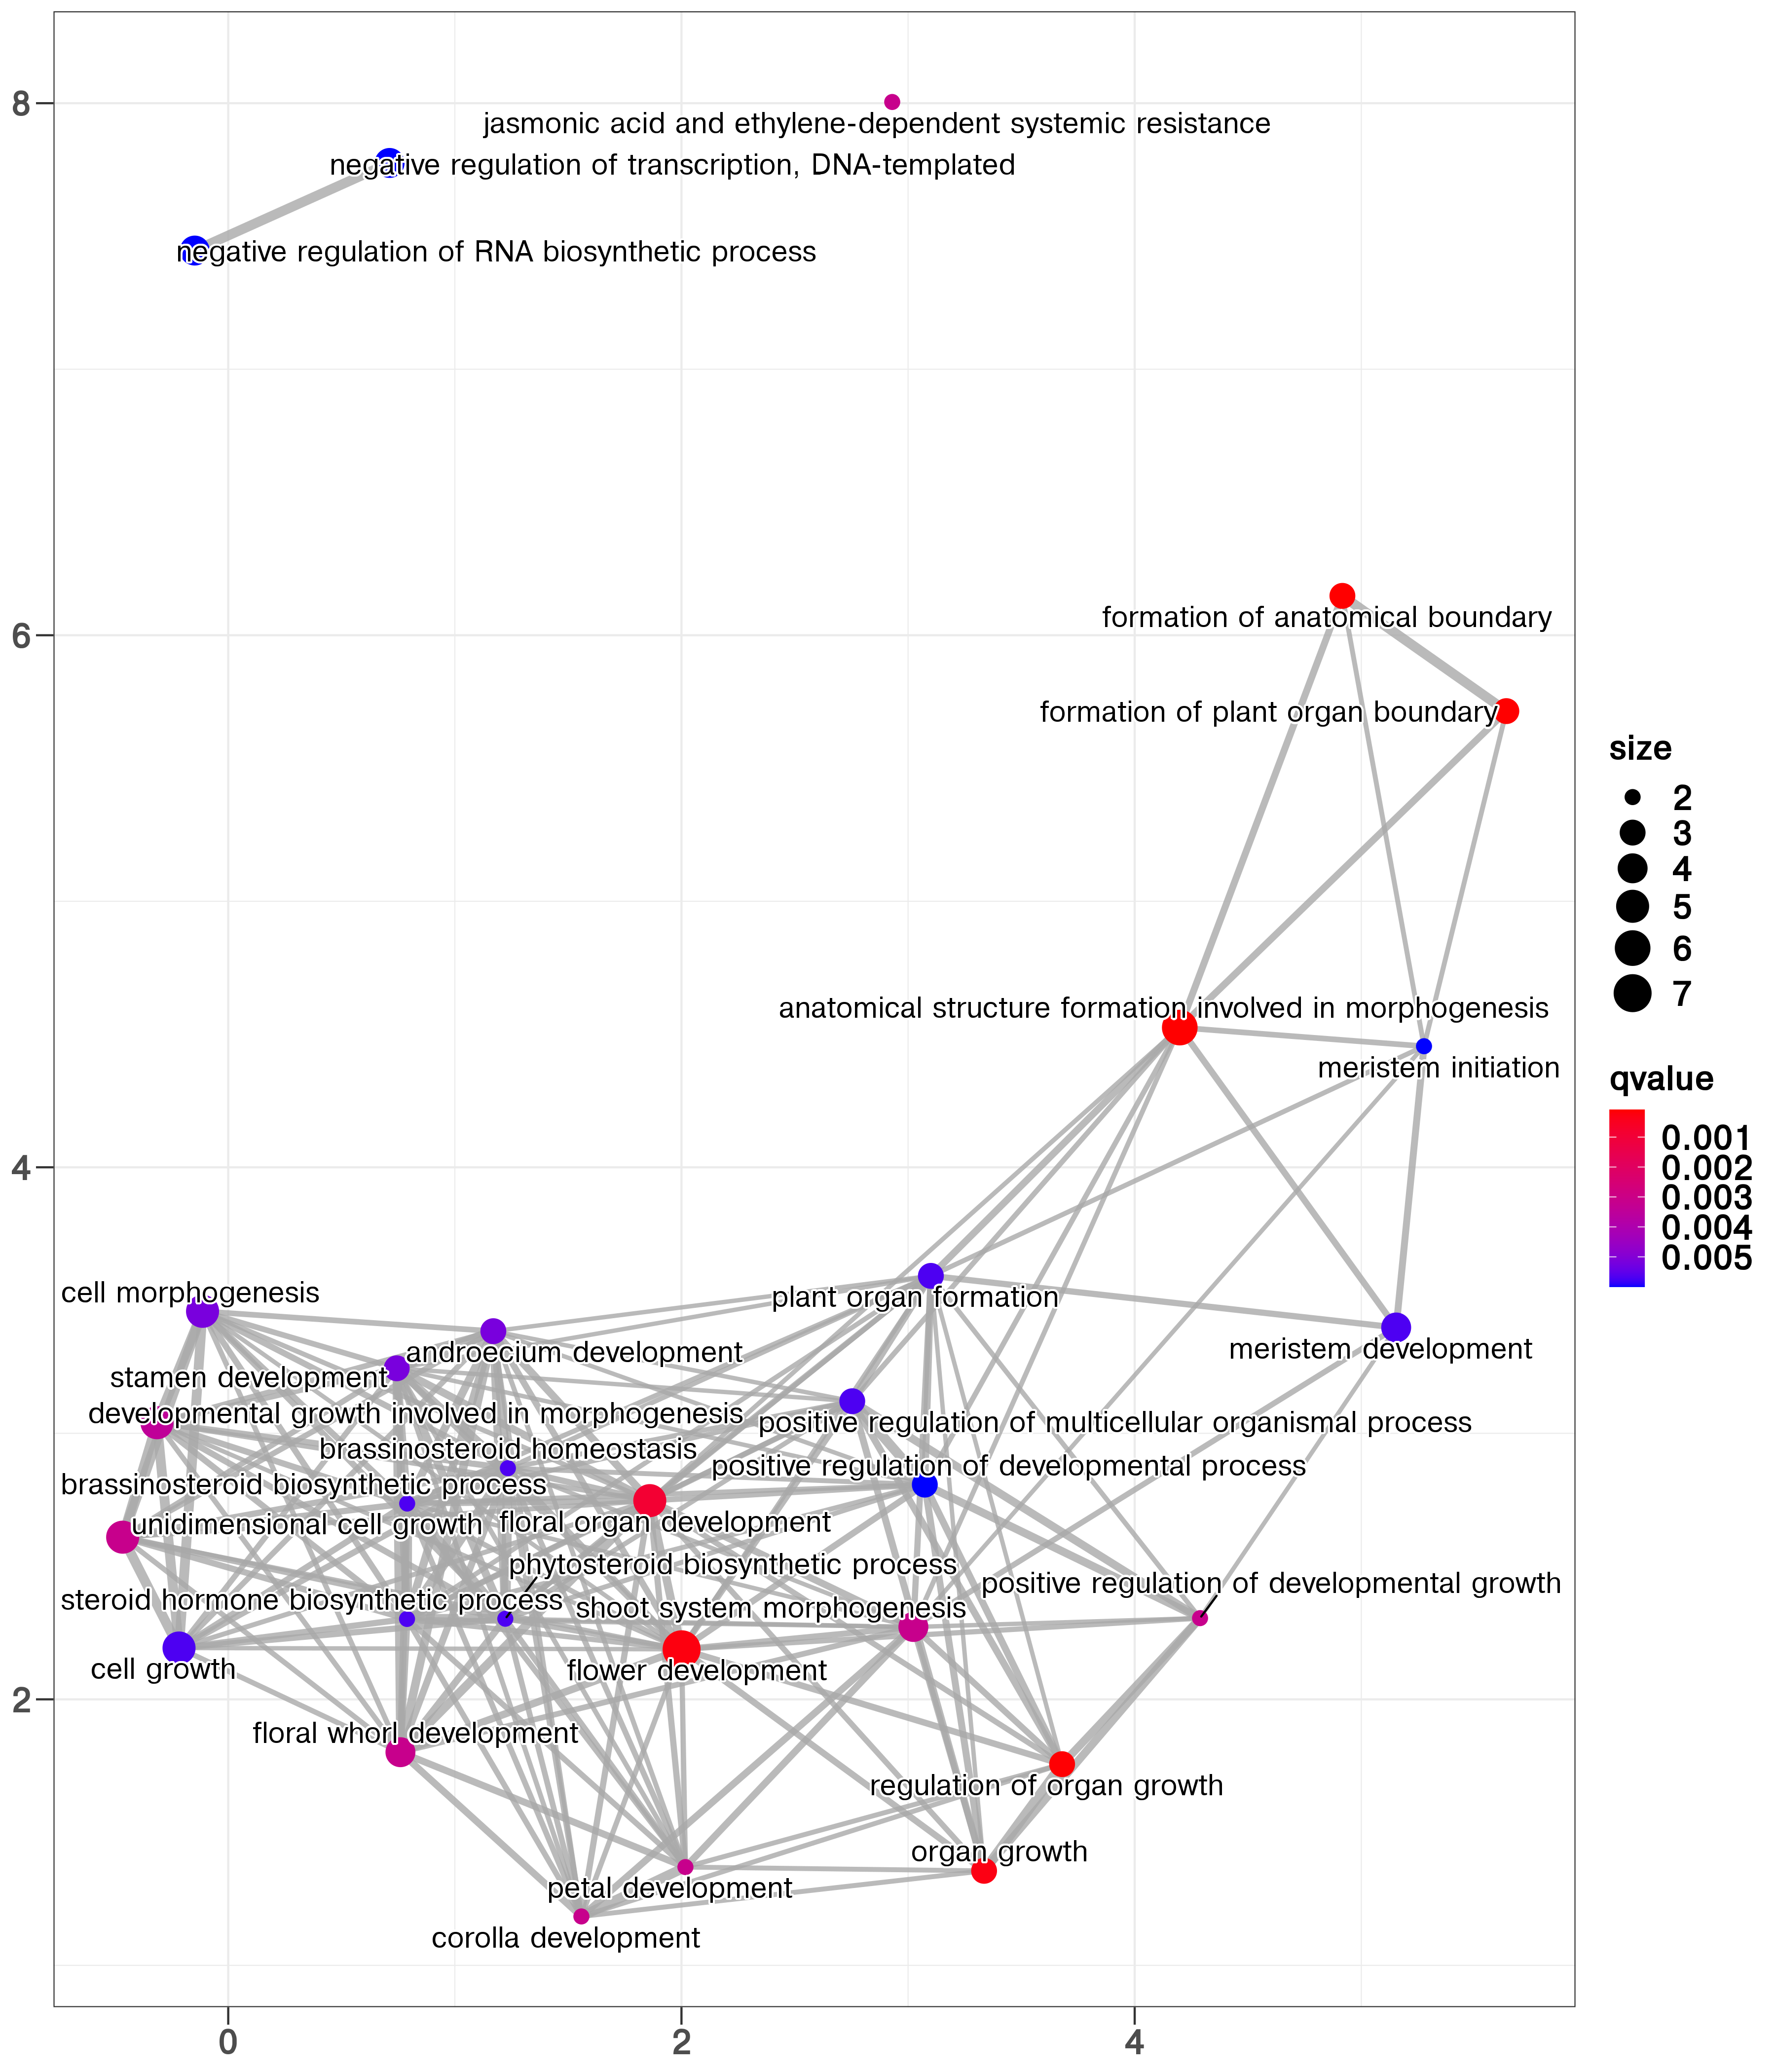 8
jasmonic acid and ethylene-dependent systemic resistance
negative regulation of transcription, DNA-templated
negative regulation of RNA biosynthetic process
6
formation of anatomical boundary
formation of plant organ boundary
anatomical structure formation involved in morphogenesis
meristem initiation
4
cell morphogenesis
plant organ formation
androecium development
meristem development
stamen development
developmental growth involved in morphogenesis
positive regulation of multicellular organismal process
brassinosteroid homeostasis
positive regulation of developmental process
brassinosteroid biosynthetic process
unidimensional cell growth
floral organ development
phytosteroid biosynthetic process
positive regulation of developmental growth
steroid hormone biosynthetic process
shoot system morphogenesis
cell growth
flower development
2
floral whorl development
regulation of organ growth
organ growth
petal development
corolla development
0
2
4
size
2
3
4
5
6
7
qvalue
0.001
0.002
0.003
0.004
0.005